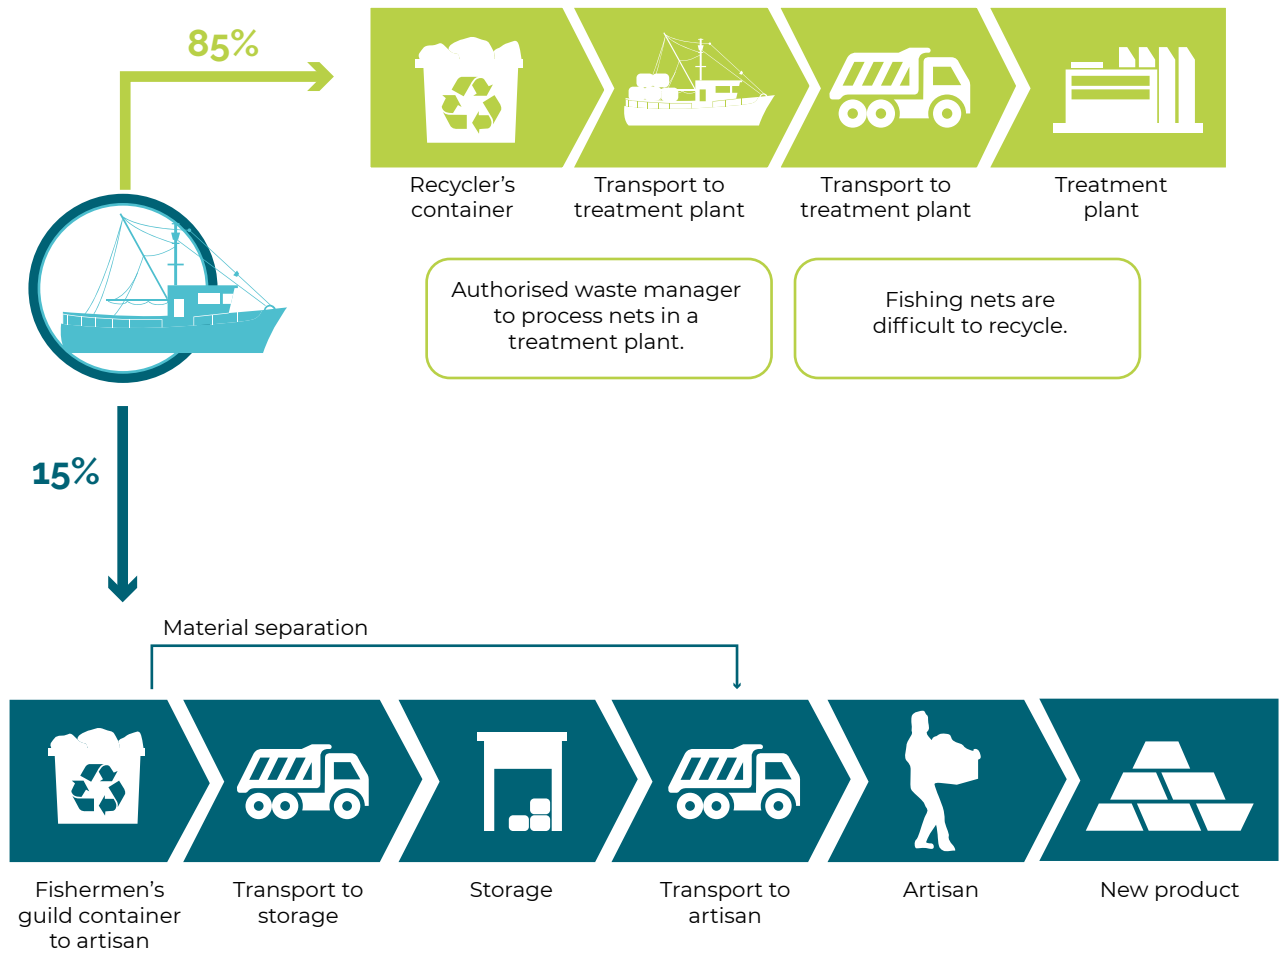 85%
Recycler’s
container
Transport to
treatment plant
Transport to
treatment plant
Treatment
plant
Authorised waste manager
to process nets in a
treatment plant.
Fishing nets are
difficult to recycle.
15%
Material separation
Fishermen’s
guild container
to artisan
Transport to
storage
Storage
Transport to
artisan
Artisan
New product